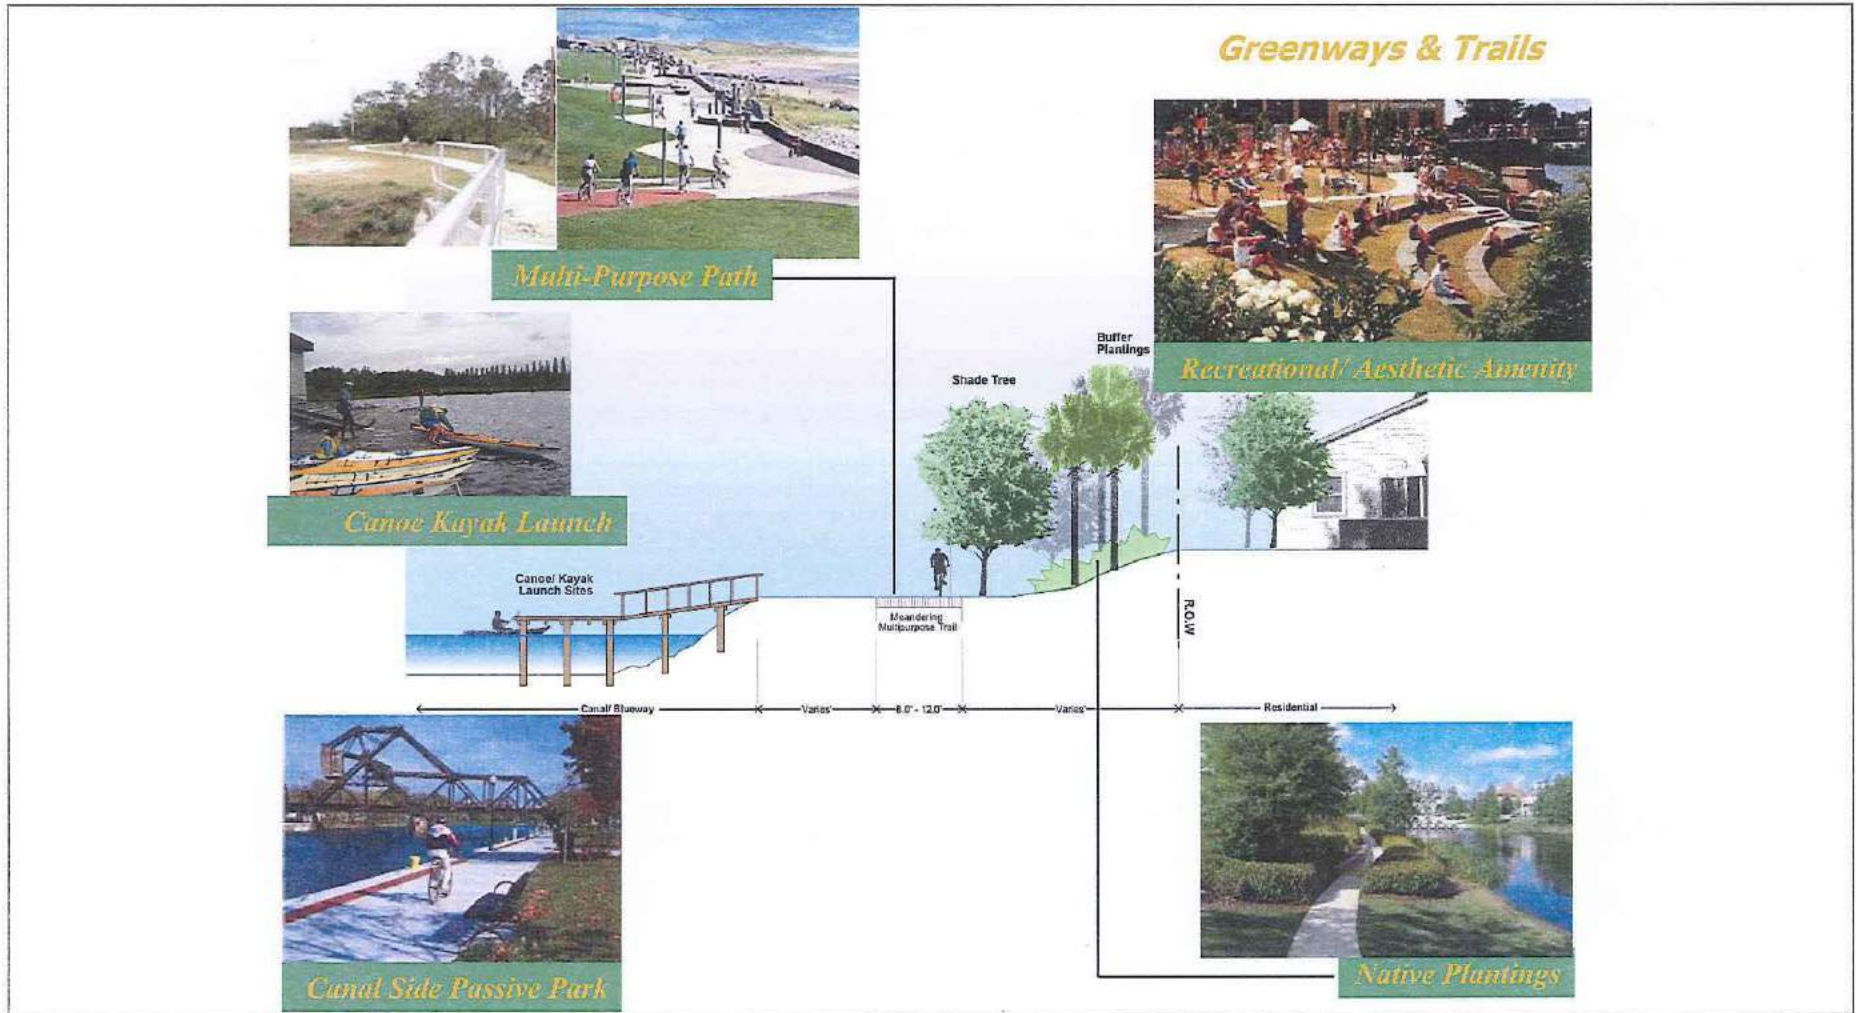 Greenways & Trails
Multi-Purpose Path
Recreational/ Aesthetic Amenity
Buffer
Plantings
Shade Tree
Canoe Kayak Launch
Canoe/ Kayak
Launch Sites
Meandering
Multipurpose Trail
R.O.W
Canal/ Blueway
Varies'
8.0' - 12.0'
Varies'
Residential
Canal Side Passive Park
Native Plantings